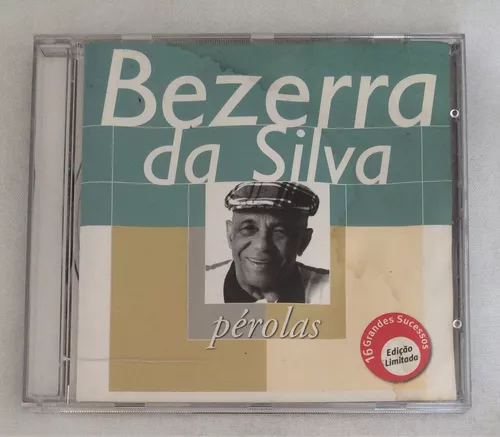 Bezerra
da Silva
pérolas
16 Grandes Sucessos
Edição
Limitada